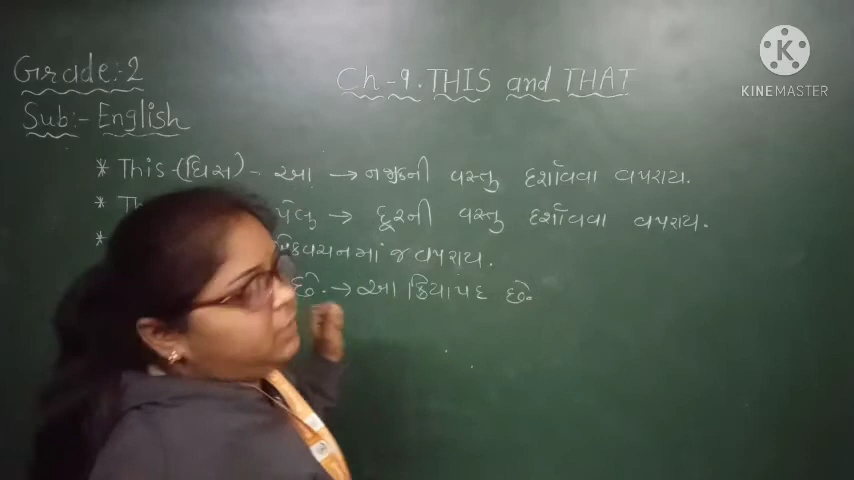 Grade:-2
Ch-9. THIS and THAT
Sub:- English
* This-(ધિસ) - આ → નજીકની વસ્તુ દર્શાવવા વપરાય.
* Th → દૂરની વસ્તુ દર્શાવવા વપરાય.
* એકવચનમાં જ વપરાય.
છે. → આ ક્રિયાપદ છે.
K
KINEMASTER